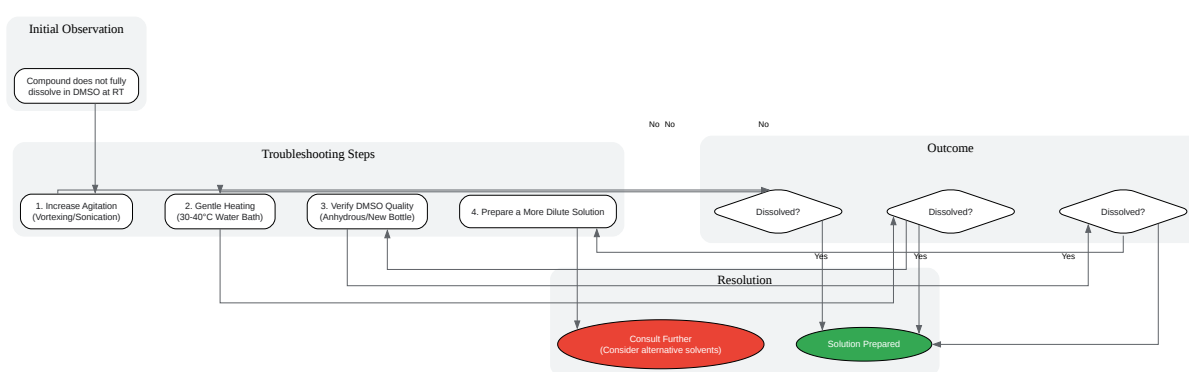 Initial Observation
Compound does not fully
dissolve in DMSO at RT
No No No
Troubleshooting Steps
Outcome
1. Increase Agitation
(Vortexing/Sonication)
2. Gentle Heating
(30-40°C Water Bath)
3. Verify DMSO Quality
(Anhydrous/New Bottle)
4. Prepare a More Dilute Solution
Dissolved?
Dissolved?
Dissolved?
Yes Yes Yes
Resolution
Consult Further
(Consider alternative solvents)
Solution Prepared